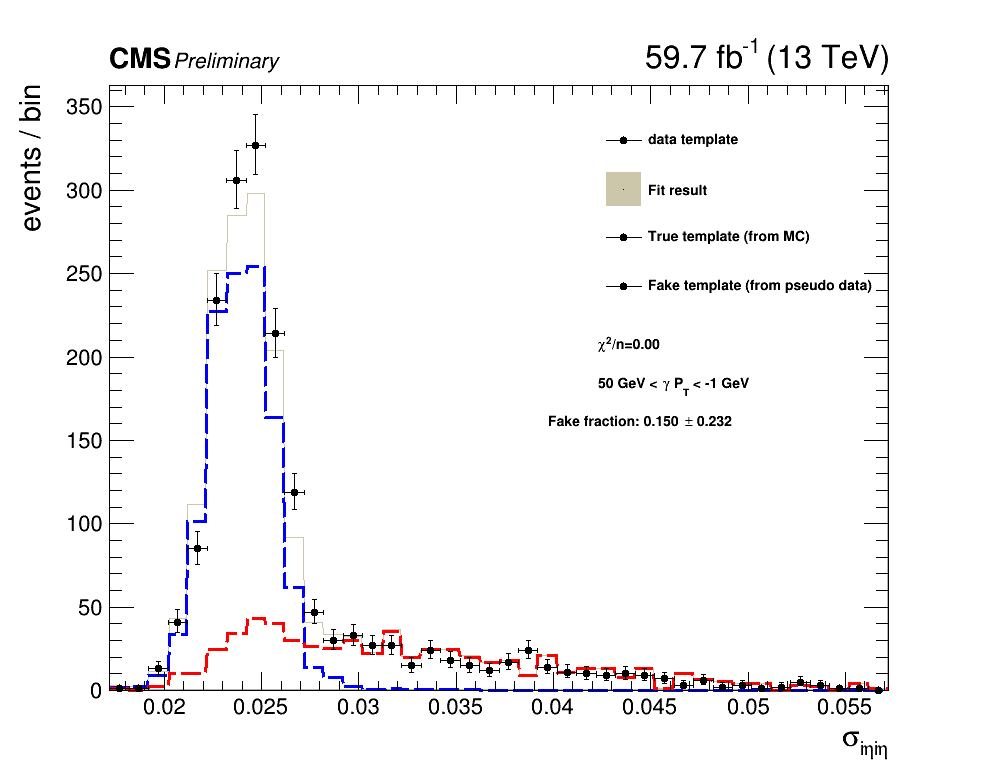 CMS Preliminary 59.7 fb⁻¹ (13 TeV)
events / bin
350
300
250
200
150
100
50
0
data template
Fit result
True template (from MC)
Fake template (from pseudo data)
χ²/n=0.00
50 GeV < γ P_T < -1 GeV
Fake fraction: 0.150 ± 0.232
0.02 0.025 0.03 0.035 0.04 0.045 0.05 0.055
σ_iηiη